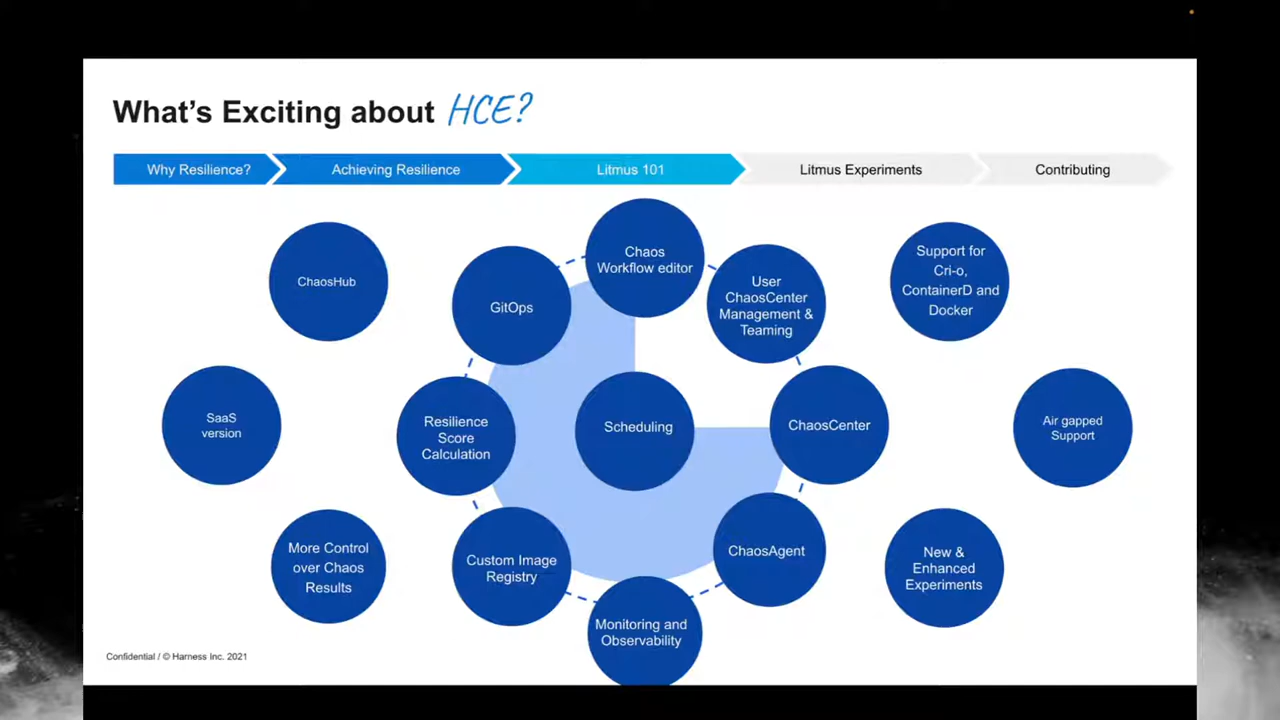 What's Exciting about HCE?
Why Resilience?
Achieving Resilience
Litmus 101
Litmus Experiments
Contributing
ChaosHub
GitOps
Chaos
Workflow editor
User
ChaosCenter
Management &
Teaming
Support for
Cri-o,
ContainerD and
Docker
SaaS
version
Resilience
Score
Calculation
Scheduling
ChaosCenter
Air gapped
Support
More Control
over Chaos
Results
Custom Image
Registry
Monitoring and
Observability
ChaosAgent
New &
Enhanced
Experiments
Confidential / © Harness Inc. 2021